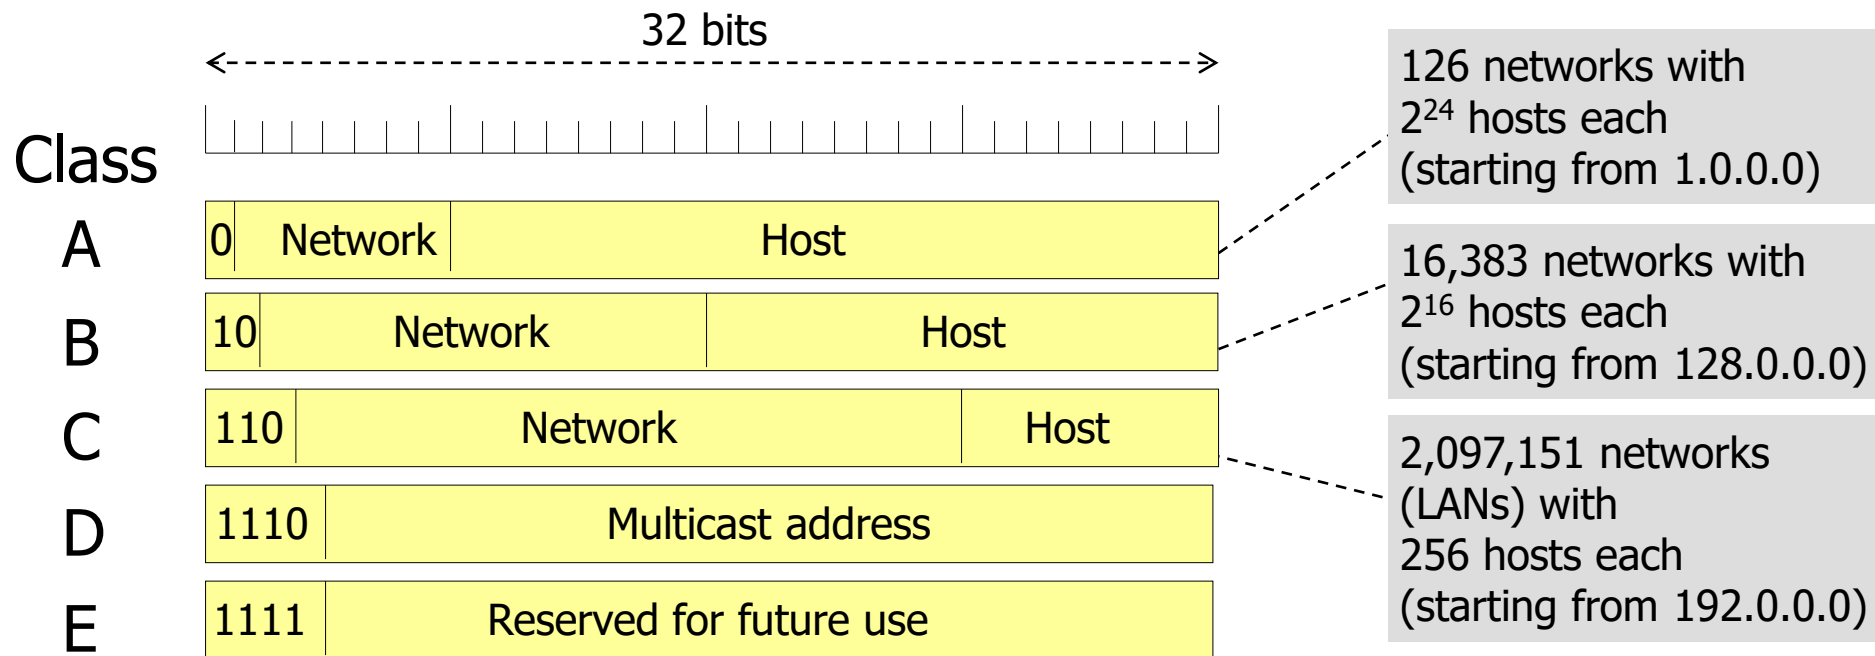 32 bits
Class
A
0 Network Host
B
10 Network Host
C
110 Network Host
D
1110 Multicast address
E
1111 Reserved for future use
126 networks with
2²⁴ hosts each
(starting from 1.0.0.0)
16,383 networks with
2¹⁶ hosts each
(starting from 128.0.0.0)
2,097,151 networks
(LANs) with
256 hosts each
(starting from 192.0.0.0)